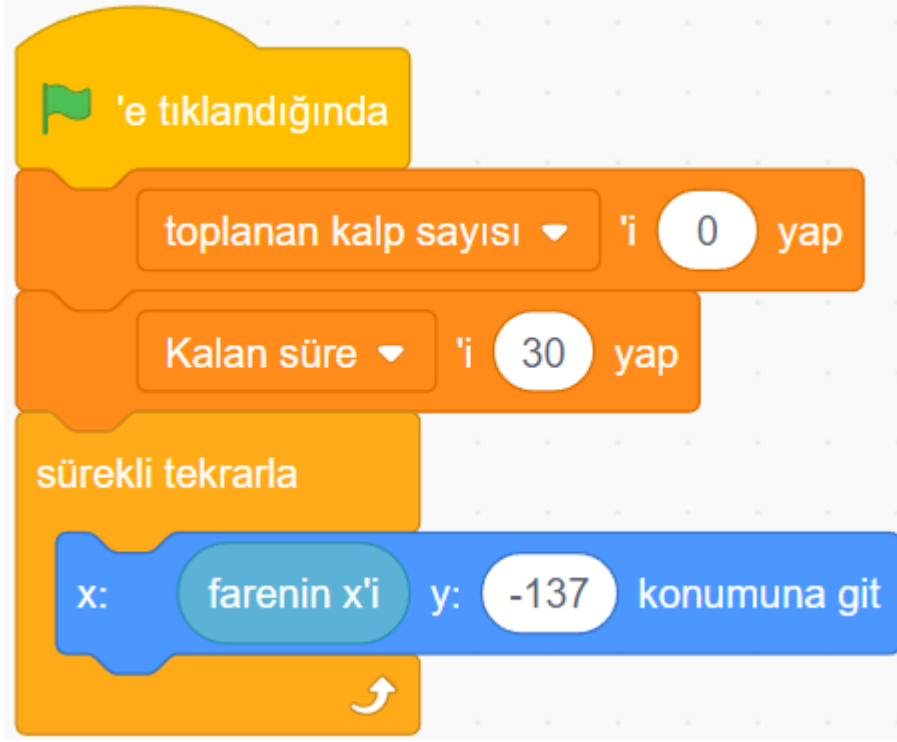 'e tıklandığında
toplanan kalp sayısı 'i 0 yap
Kalan süre 'i 30 yap
sürekli tekrarla
x: farenin x'i y: -137 konumuna git